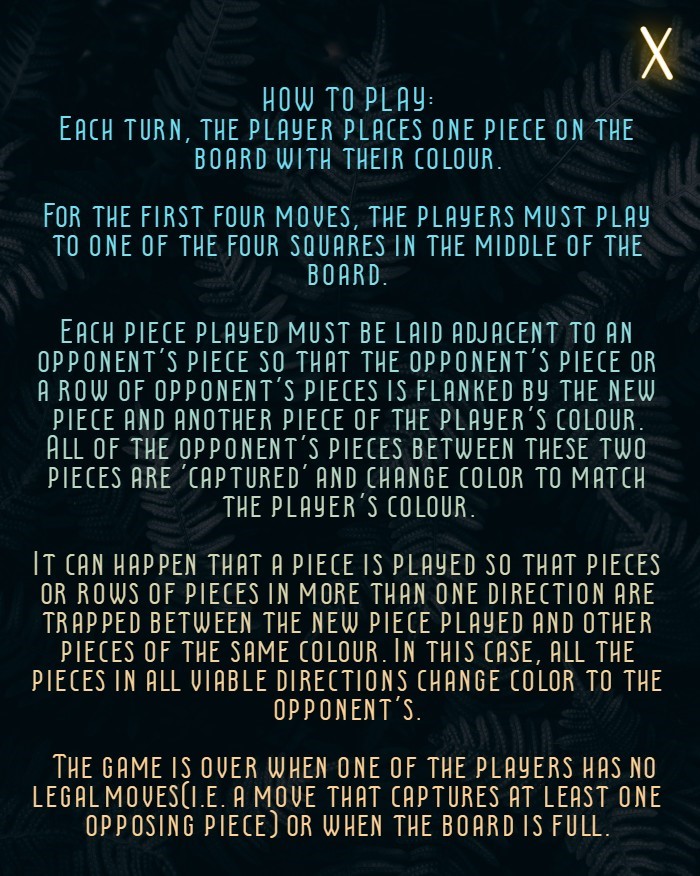 X
HOW TO PLAY:
EACH TURN, THE PLAYER PLACES ONE PIECE ON THE
BOARD WITH THEIR COLOUR.
FOR THE FIRST FOUR MOVES, THE PLAYERS MUST PLAY
TO ONE OF THE FOUR SQUARES IN THE MIDDLE OF THE
BOARD.
EACH PIECE PLAYED MUST BE LAID ADJACENT TO AN
OPPONENT'S PIECE SO THAT THE OPPONENT'S PIECE OR
A ROW OF OPPONENT'S PIECES IS FLANKED BY THE NEW
PIECE AND ANOTHER PIECE OF THE PLAYER'S COLOUR.
ALL OF THE OPPONENT'S PIECES BETWEEN THESE TWO
PIECES ARE 'CAPTURED' AND CHANGE COLOR TO MATCH
THE PLAYER'S COLOUR.
IT CAN HAPPEN THAT A PIECE IS PLAYED SO THAT PIECES
OR ROWS OF PIECES IN MORE THAN ONE DIRECTION ARE
TRAPPED BETWEEN THE NEW PIECE PLAYED AND OTHER
PIECES OF THE SAME COLOUR. IN THIS CASE, ALL THE
PIECES IN ALL VIABLE DIRECTIONS CHANGE COLOR TO THE
OPPONENT'S.
THE GAME IS OVER WHEN ONE OF THE PLAYERS HAS NO
LEGAL MOVES(I.E. A MOVE THAT CAPTURES AT LEAST ONE
OPPOSING PIECE) OR WHEN THE BOARD IS FULL.